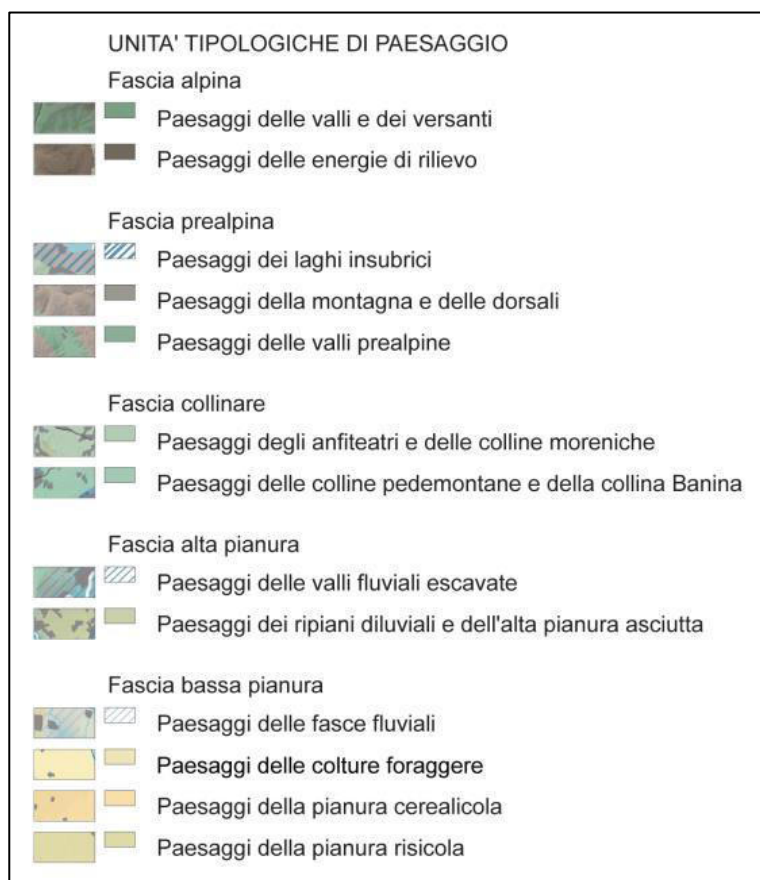 UNITA' TIPOLOGICHE DI PAESAGGIO
Fascia alpina
Paesaggi delle valli e dei versanti
Paesaggi delle energie di rilievo
Fascia prealpina
Paesaggi dei laghi insubrici
Paesaggi della montagna e delle dorsali
Paesaggi delle valli prealpine
Fascia collinare
Paesaggi degli anfiteatri e delle colline moreniche
Paesaggi delle colline pedemontane e della collina Banina
Fascia alta pianura
Paesaggi delle valli fluviali escavate
Paesaggi dei ripiani diluviali e dell'alta pianura asciutta
Fascia bassa pianura
Paesaggi delle fasce fluviali
Paesaggi delle colture foraggere
Paesaggi della pianura cerealicola
Paesaggi della pianura risicola